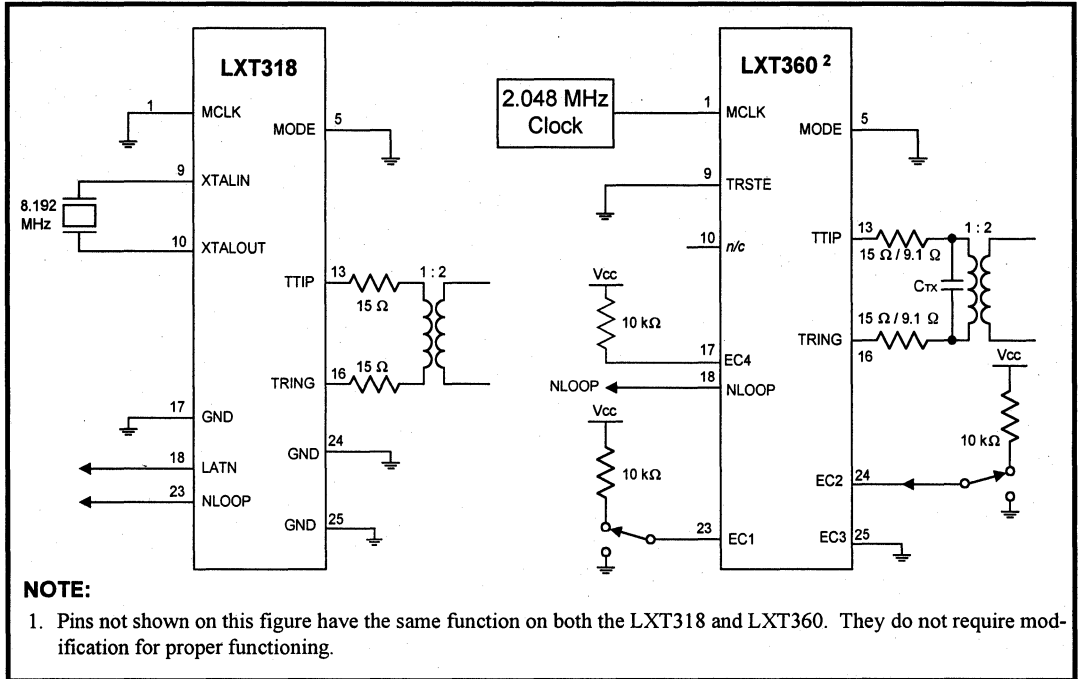 LXT318
1
MCLK
MODE
5
9
XTALIN
8.192
MHz
10
XTALOUT
TTIP
13
1 : 2
15 Ω
15 Ω
TRING
16
17
GND
GND
24
18
LATN
23
NLOOP
GND
25
LXT360 2
2.048 MHz
Clock
1
MCLK
MODE
5
9
TRSTE
10
n/c
TTIP
13
1 : 2
15 Ω / 9.1 Ω
CTX
15 Ω / 9.1 Ω
TRING
16
Vcc
10 kΩ
17
EC4
NLOOP
18
NLOOP
Vcc
10 kΩ
23
EC1
Vcc
10 kΩ
EC2
24
EC3
25
NOTE:
1. Pins not shown on this figure have the same function on both the LXT318 and LXT360. They do not require mod-
ification for proper functioning.